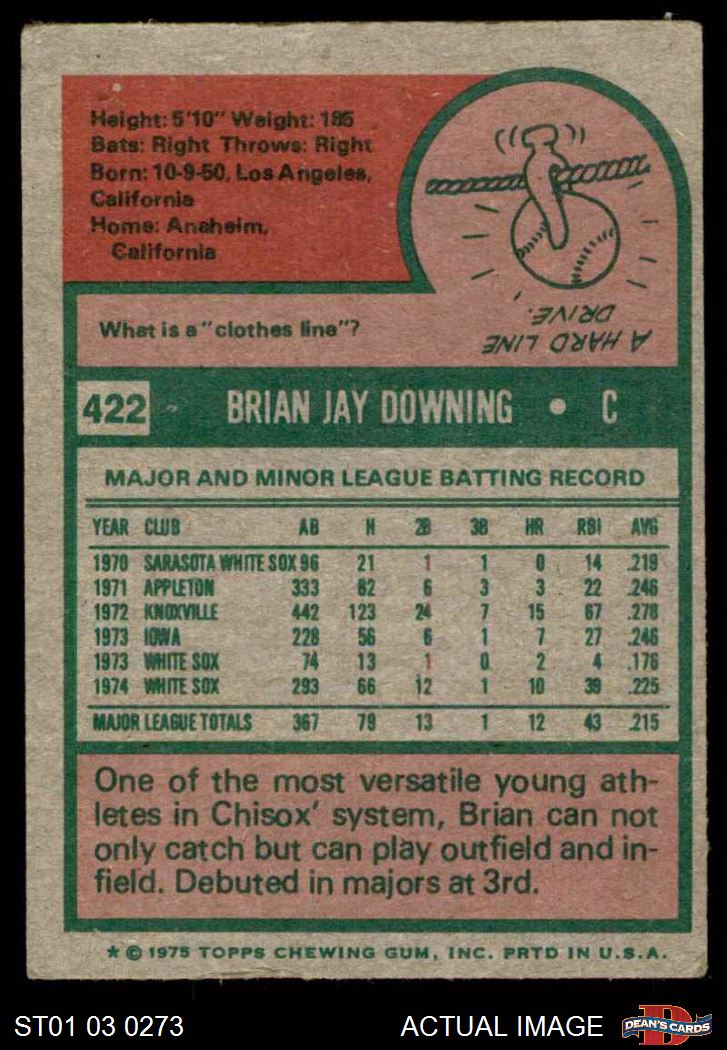 Height: 5'10" Weight: 185
Bats: Right Throws: Right
Born: 10-9-50, Los Angeles,
California
Home: Anaheim,
California
What is a "clothes line"?
A HARD LINE
DRIVE.
422 BRIAN JAY DOWNING • C
MAJOR AND MINOR LEAGUE BATTING RECORD
YEAR CLUB AB H 2B 3B HR RBI AVG
1970 SARASOTA WHITE SOX 96 21 1 1 0 14 .219
1971 APPLETON 333 82 6 3 3 22 .246
1972 KNOXVILLE 442 123 24 7 15 67 .278
1973 IOWA 228 56 6 1 7 27 .246
1973 WHITE SOX 74 13 1 0 2 4 .176
1974 WHITE SOX 293 66 12 1 10 39 .225
MAJOR LEAGUE TOTALS 367 79 13 1 12 43 .215
One of the most versatile young ath-
letes in Chisox' system, Brian can not
only catch but can play outfield and in-
field. Debuted in majors at 3rd.
* © 1975 TOPPS CHEWING GUM, INC. PRTD IN U.S.A.
ST01 03 0273 ACTUAL IMAGE D DEAN'S CARDS